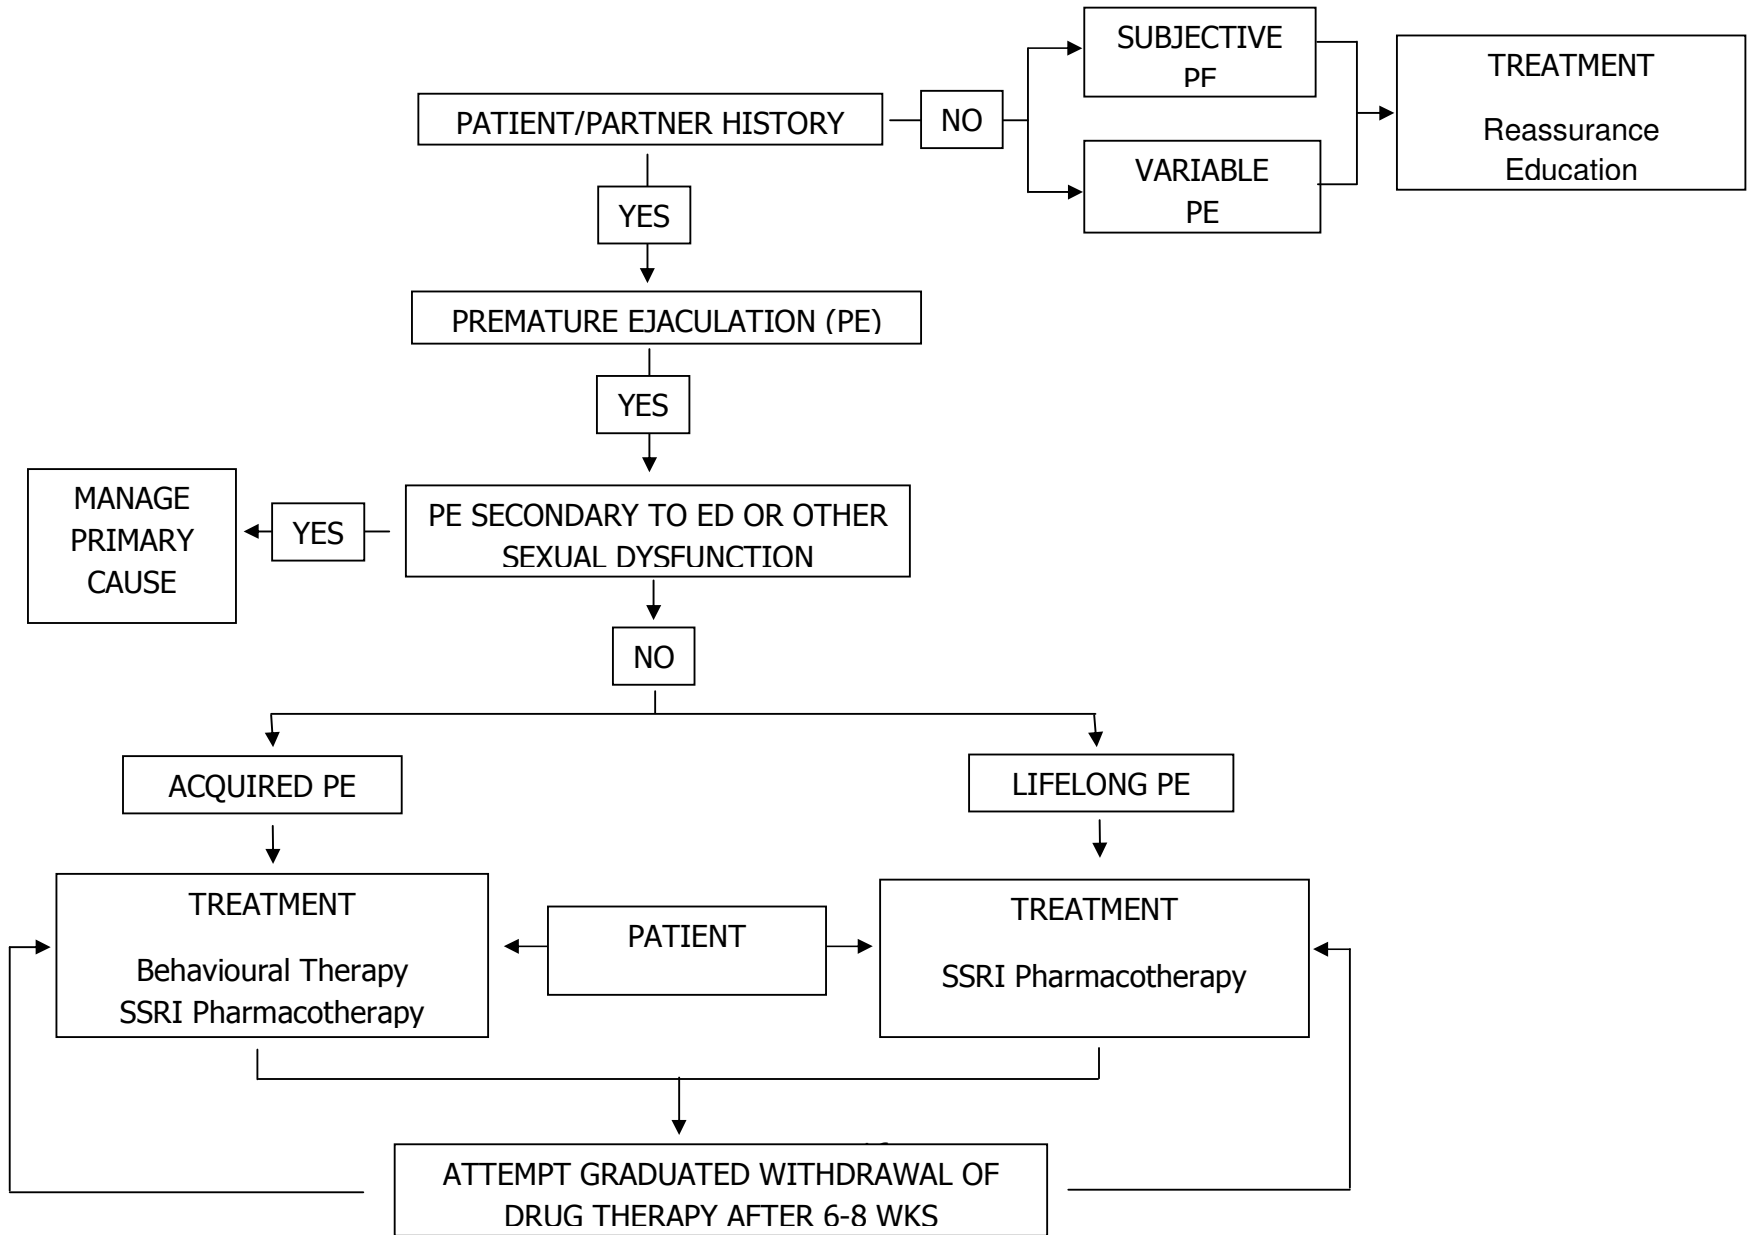 SUBJECTIVE
PE
TREATMENT
Reassurance
Education
PATIENT/PARTNER HISTORY
NO
VARIABLE
PE
YES
PREMATURE EJACULATION (PE)
YES
MANAGE
PRIMARY
CAUSE
YES
PE SECONDARY TO ED OR OTHER
SEXUAL DYSFUNCTION
NO
ACQUIRED PE
LIFELONG PE
TREATMENT
Behavioural Therapy
SSRI Pharmacotherapy
PATIENT
TREATMENT
SSRI Pharmacotherapy
ATTEMPT GRADUATED WITHDRAWAL OF
DRUG THERAPY AFTER 6-8 WKS